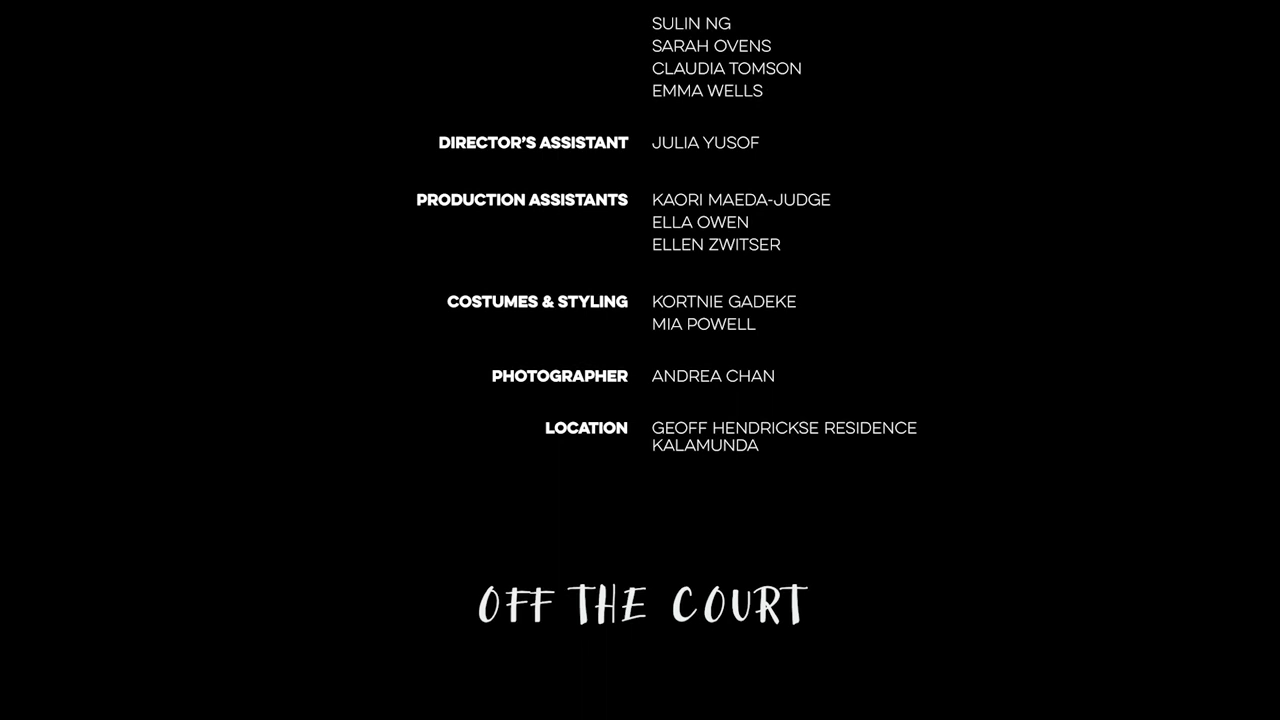 SULIN NG
SARAH OVENS
CLAUDIA TOMSON
EMMA WELLS
DIRECTOR'S ASSISTANT JULIA YUSOF
PRODUCTION ASSISTANTS KAORI MAEDA-JUDGE
ELLA OWEN
ELLEN ZWITSER
COSTUMES & STYLING KORTNIE GADEKE
MIA POWELL
PHOTOGRAPHER ANDREA CHAN
LOCATION GEOFF HENDRICKSE RESIDENCE
KALAMUNDA
OFF THE COURT